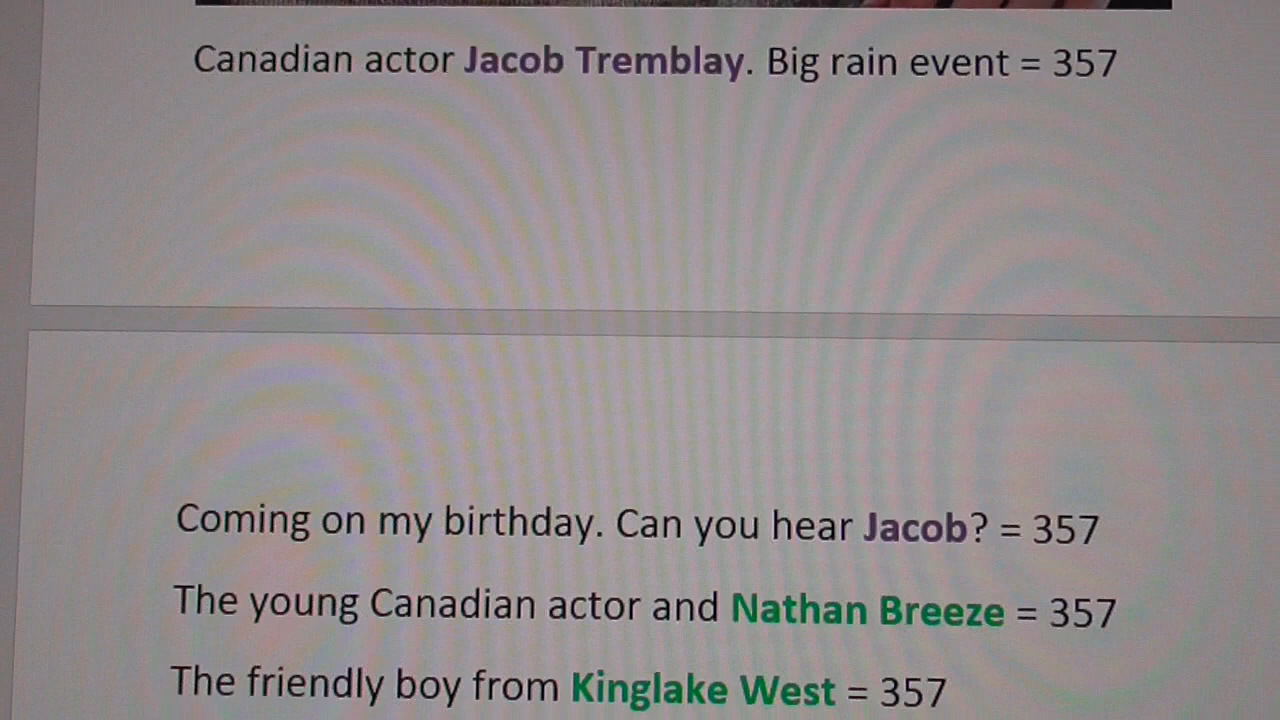 Canadian actor Jacob Tremblay. Big rain event = 357
Coming on my birthday. Can you hear Jacob? = 357
The young Canadian actor and Nathan Breeze = 357
The friendly boy from Kinglake West = 357